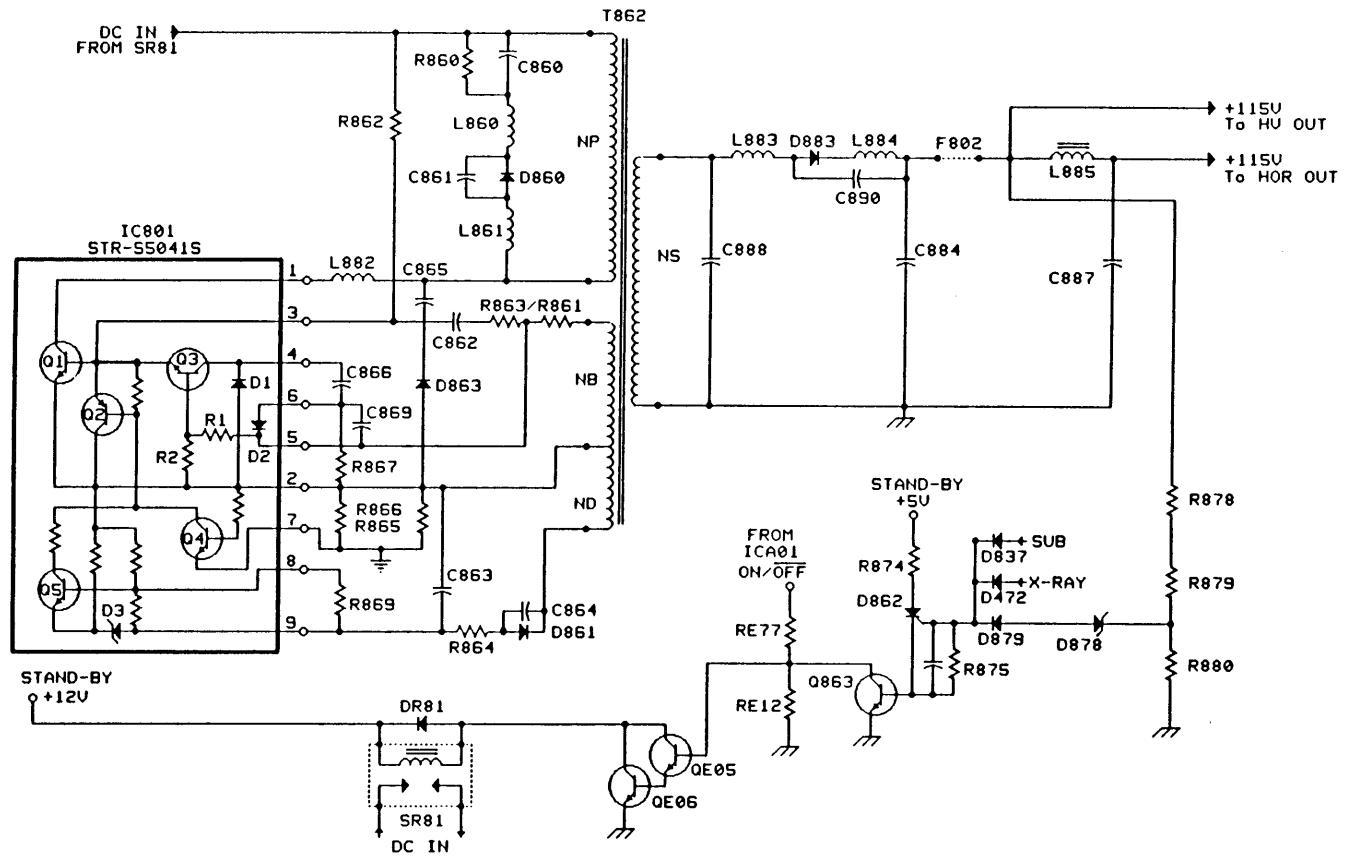 T862
DC IN
FROM SR81
R860
C860
R862
L860
NP
C861
D860
L861
+115V
To HV OUT
L883
D883
L884
F802
L885
+115V
To HOR OUT
C890
C888
NS
C884
C887
IC801
STR-S5041S
1
L882
C865
3
C862
R863/R861
Q1
Q3
4
D1
C866
D863
NB
Q2
6
C869
R1
5
D2
R2
R867
2
R866
R865
ND
7
Q4
8
C863
Q5
R869
D3
9
C864
R864
D861
STAND-BY
+5V
R878
FROM
ICA01
ON/OFF
R874
D837
SUB
D472
X-RAY
R879
D862
RE77
D879
D878
R875
R880
Q863
RE12
STAND-BY
+12V
DR81
QE05
QE06
SR81
DC IN